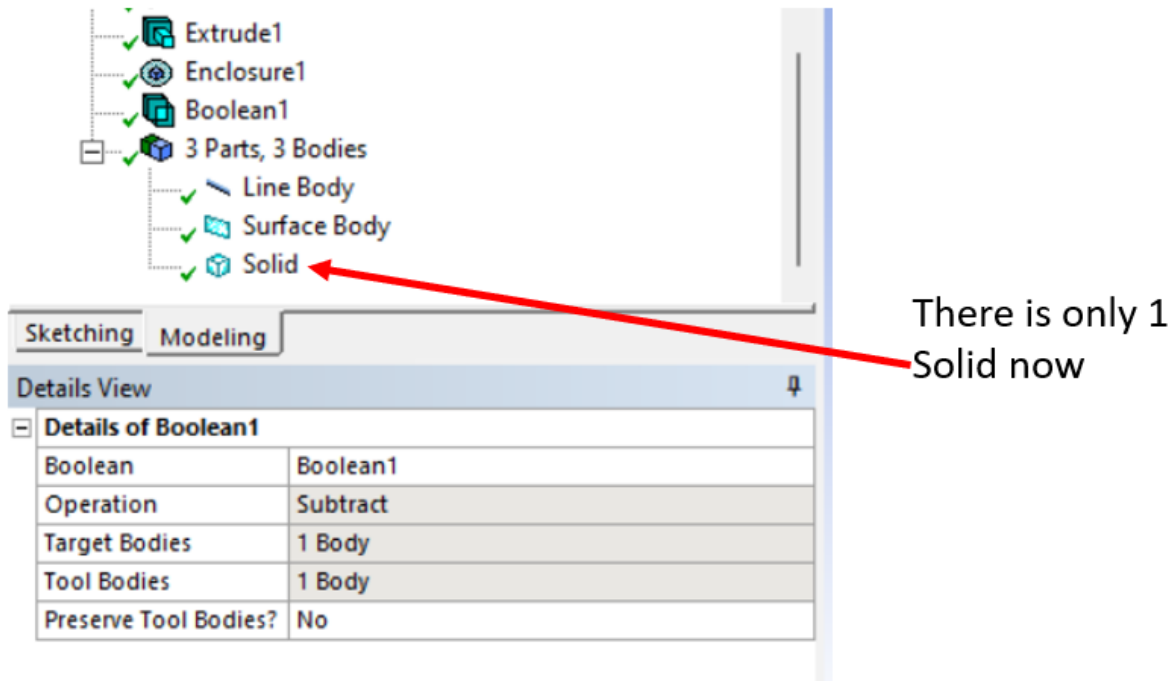 Extrude1
Enclosure1
Boolean1
3 Parts, 3 Bodies
Line Body
Surface Body
Solid
There is only 1
Solid now
Sketching Modeling
Details View
Details of Boolean1
Boolean Boolean1
Operation Subtract
Target Bodies 1 Body
Tool Bodies 1 Body
Preserve Tool Bodies? No